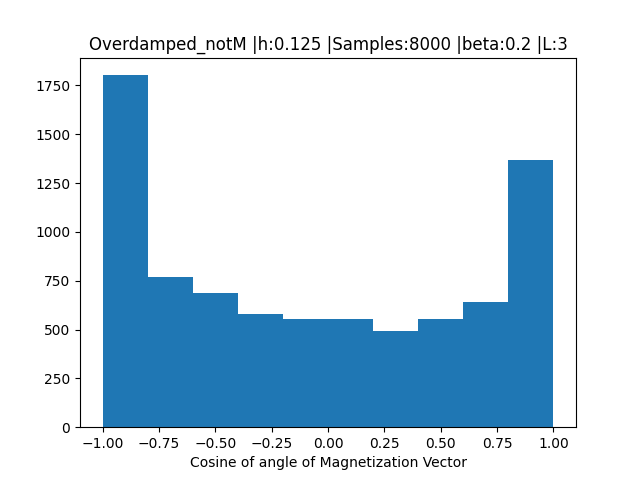 Overdamped_notM |h:0.125 |Samples:8000 |beta:0.2 |L:3
1750
1500
1250
1000
750
500
250
0
−1.00 −0.75 −0.50 −0.25 0.00 0.25 0.50 0.75 1.00
Cosine of angle of Magnetization Vector